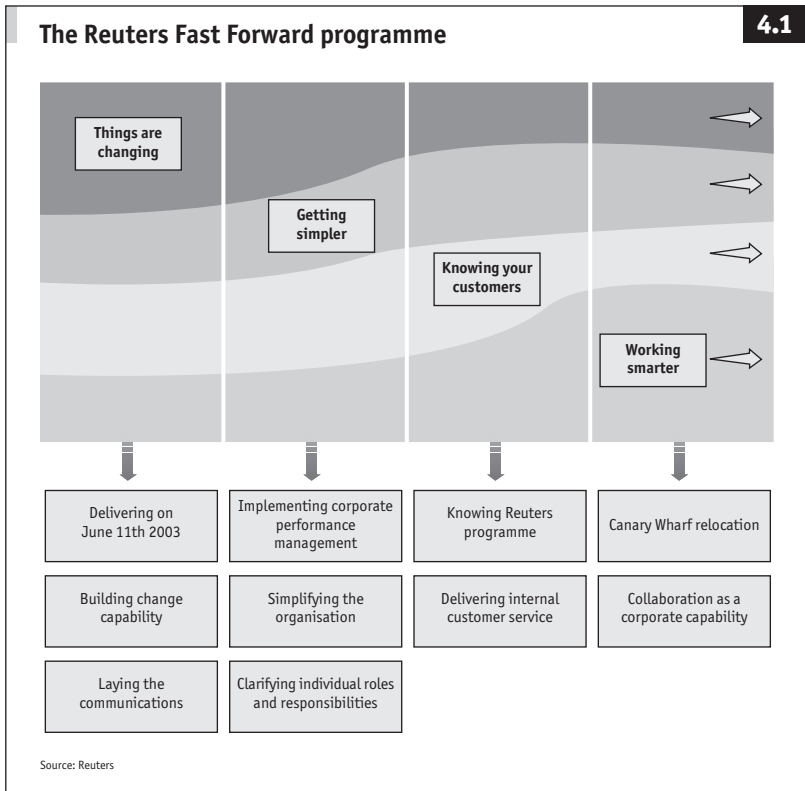 The Reuters Fast Forward programme
4.1
Things are
changing
Getting
simpler
Knowing your
customers
Working
smarter
Delivering on
June 11th 2003
Implementing corporate
performance
management
Knowing Reuters
programme
Canary Wharf relocation
Building change
capability
Simplifying the
organisation
Delivering internal
customer service
Collaboration as a
corporate capability
Laying the
communications
Clarifying individual roles
and responsibilities
Source: Reuters